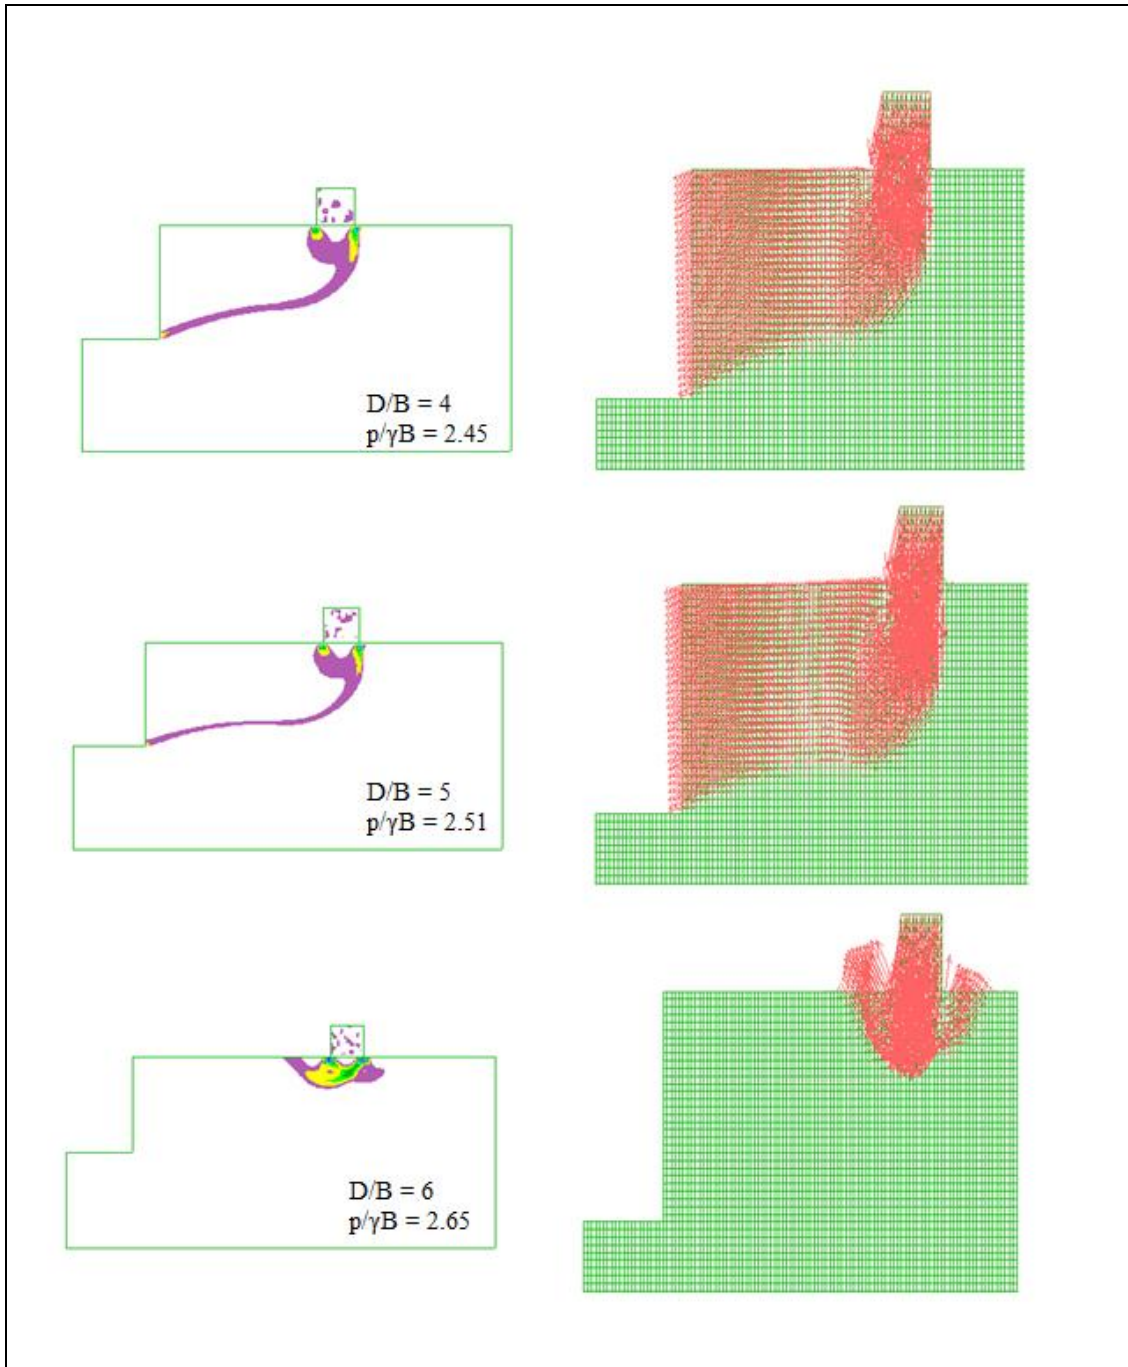 D/B = 4
p/γB = 2.45
D/B = 5
p/γB = 2.51
D/B = 6
p/γB = 2.65